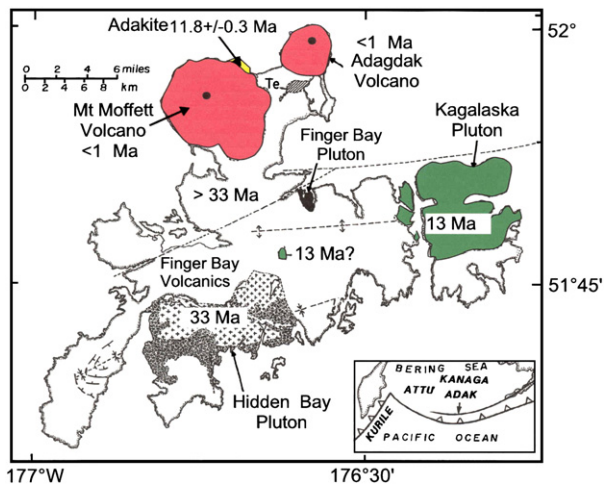 Adakite 11.8+/-0.3 Ma
52°
<1 Ma
Adagdak
Volcano
0 2 4 6 miles
0 2 4 6 8 km
Te
Mt Moffett
Volcano
<1 Ma
Kagalaska
Pluton
Finger Bay
Pluton
> 33 Ma
13 Ma
13 Ma?
Finger Bay
Volcanics
51°45'
33 Ma
Hidden Bay
Pluton
BERING SEA
KANAGA
ATTU ADAK
KURILE
PACIFIC OCEAN
177°W
176°30'